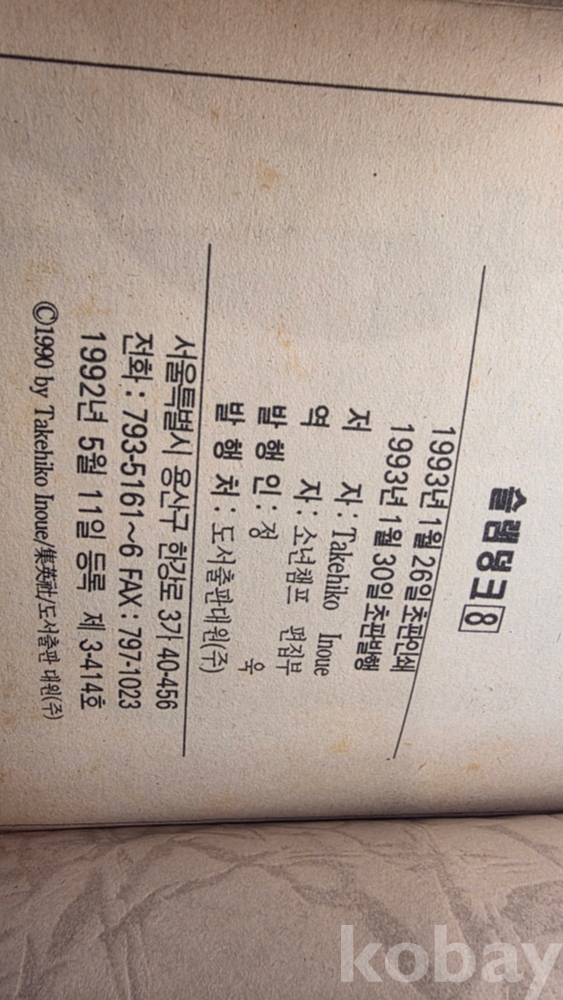 슬램덩크 8
1993년 1월 26일 초판인쇄
1993년 1월 30일 초판발행
저 자 : Takehiko Inoue
역 자 : 소년챔프 편집부
발 행 인 : 정 욱
발 행 처 : 도서출판대원(주)
서울특별시 용산구 한강로 3가 40-456
전화 : 793-5161~6 FAX : 797-1023
1992년 5월 11일 등록 제 3-414호
©1990 by Takehiko Inoue/集英社/도서출판 대원(주)
kobay